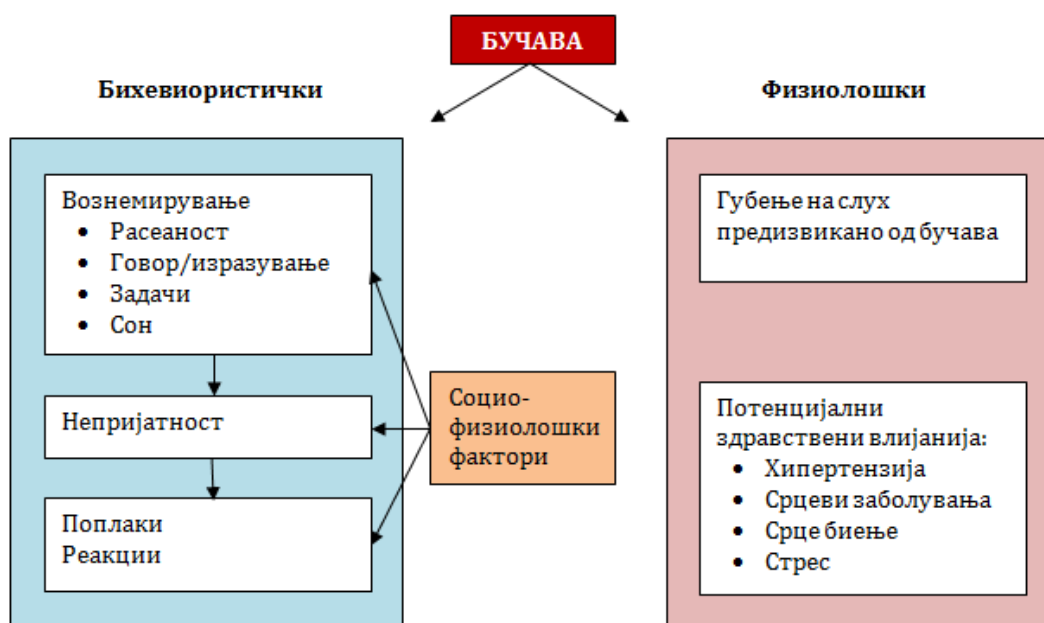 БУЧАВА
Бихевиористички
Физиолошки
Вознемирување
• Расеаност
• Говор/изразување
• Задачи
• Сон
Непријатност
Поплаки
Реакции
Социо-
физиолошки
фактори
Губење на слух
предизвикано од бучава
Потенцијални
здравствени влијанија:
• Хипертензија
• Срцеви заболувања
• Срце биење
• Стрес